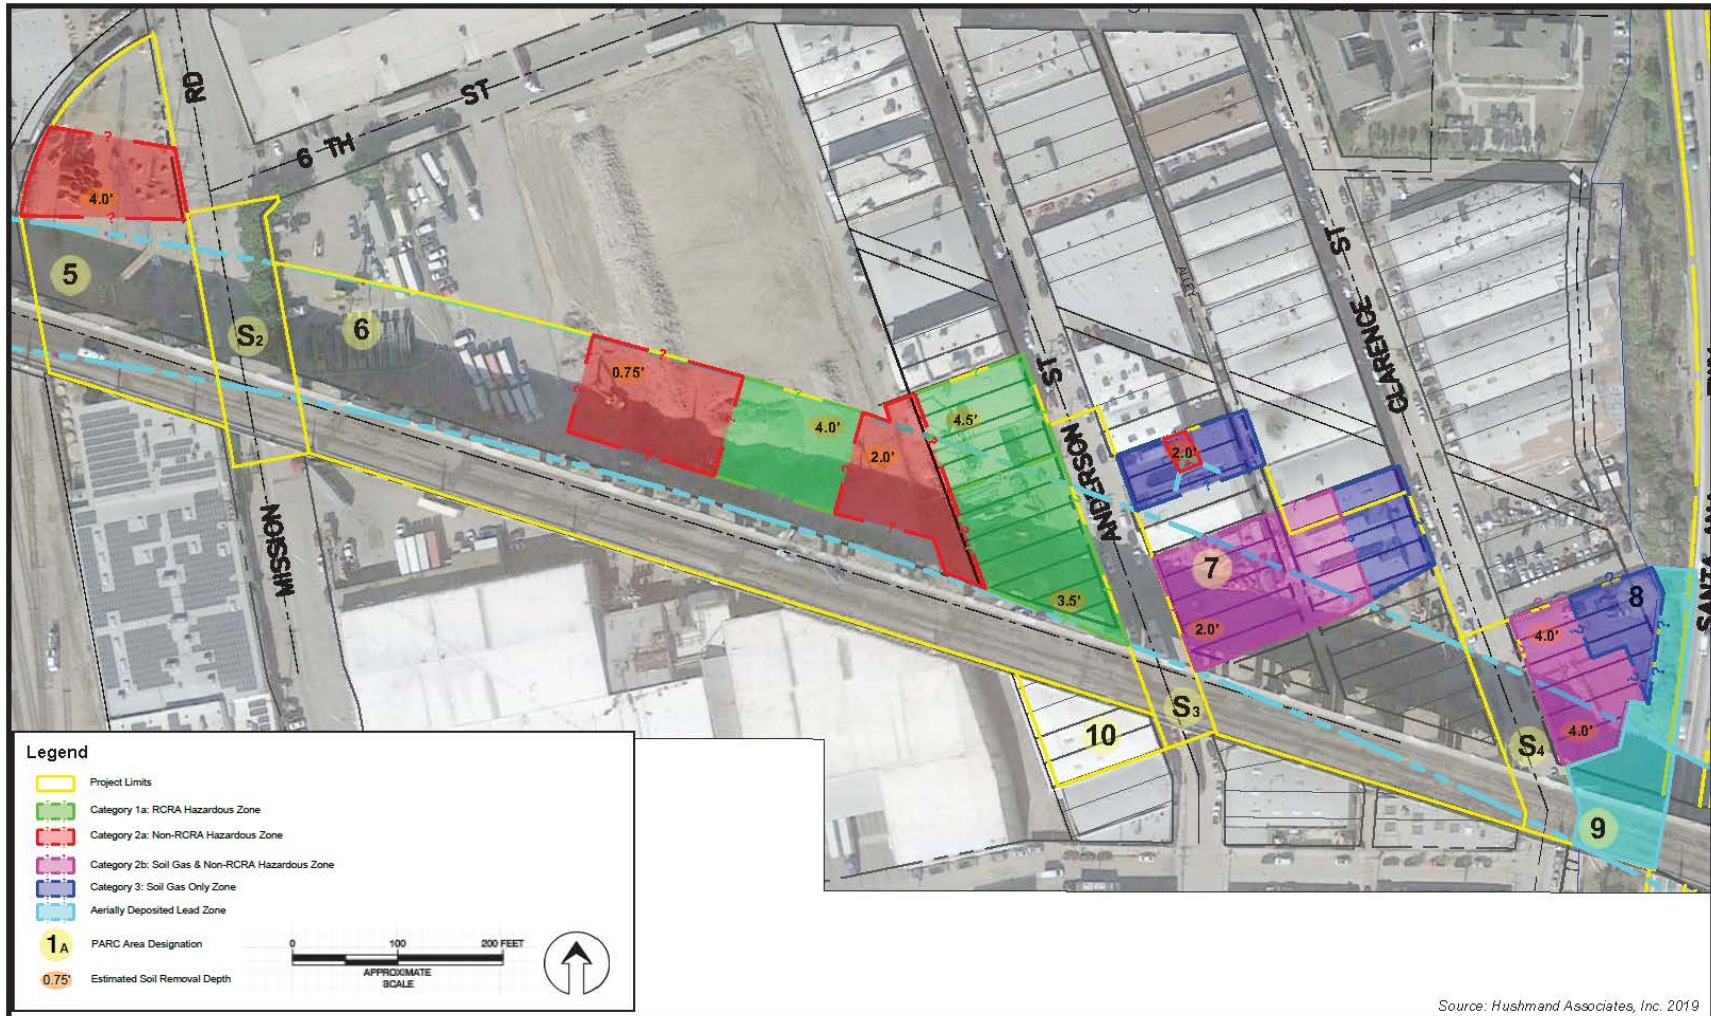 RD
6 TH ST
4.0'
5
S2
6
MISSION
0.75'
4.0'
2.0'
4.5'
3.5'
ST
ANDERSON
ALLEY
ST
CLARENCE
2.0'
7
2.0'
4.0'
8
4.0'
S3
S4
10
9
Legend
Project Limits
Category 1a: RCRA Hazardous Zone
Category 2a: Non-RCRA Hazardous Zone
Category 2b: Soil Gas & Non-RCRA Hazardous Zone
Category 3: Soil Gas Only Zone
Aerially Deposited Lead Zone
1A PARC Area Designation
0.75' Estimated Soil Removal Depth
0 100 200 FEET
APPROXIMATE
SCALE
Source: Hushmand Associates, Inc. 2019